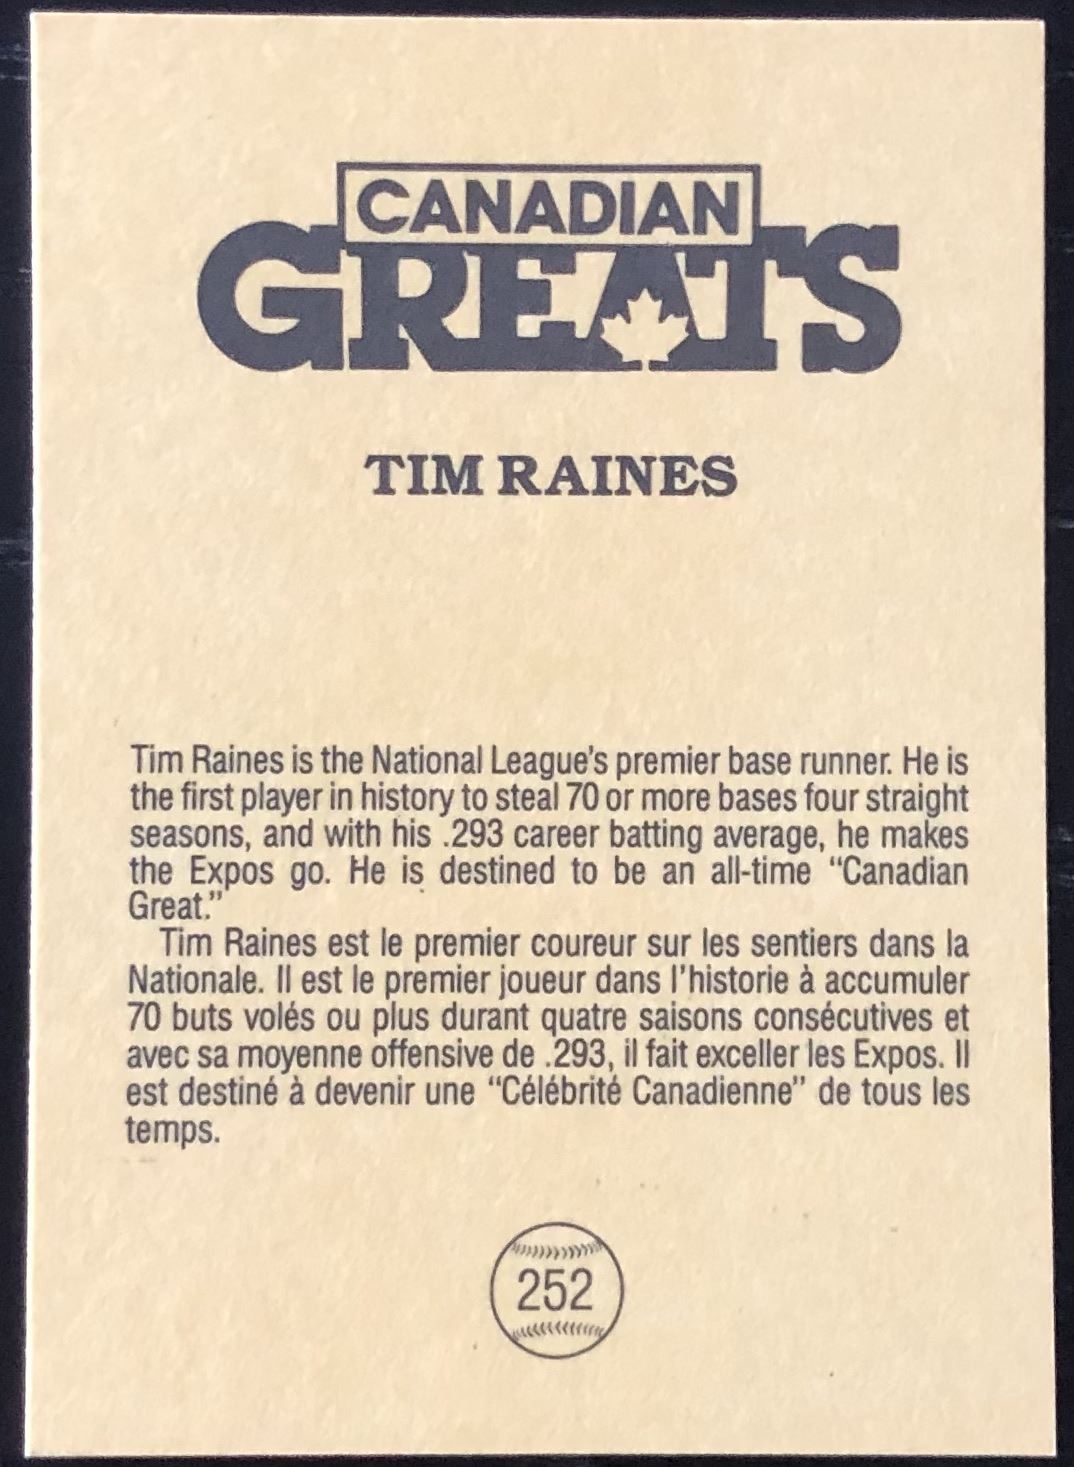 CANADIAN
GREATS
TIM RAINES
Tim Raines is the National League's premier base runner. He is
the first player in history to steal 70 or more bases four straight
seasons, and with his .293 career batting average, he makes
the Expos go. He is destined to be an all-time “Canadian
Great.”
Tim Raines est le premier coureur sur les sentiers dans la
Nationale. Il est le premier joueur dans l'historie à accumuler
70 buts volés ou plus durant quatre saisons consécutives et
avec sa moyenne offensive de .293, il fait exceller les Expos. Il
est destiné à devenir une “Célébrité Canadienne” de tous les
temps.
252